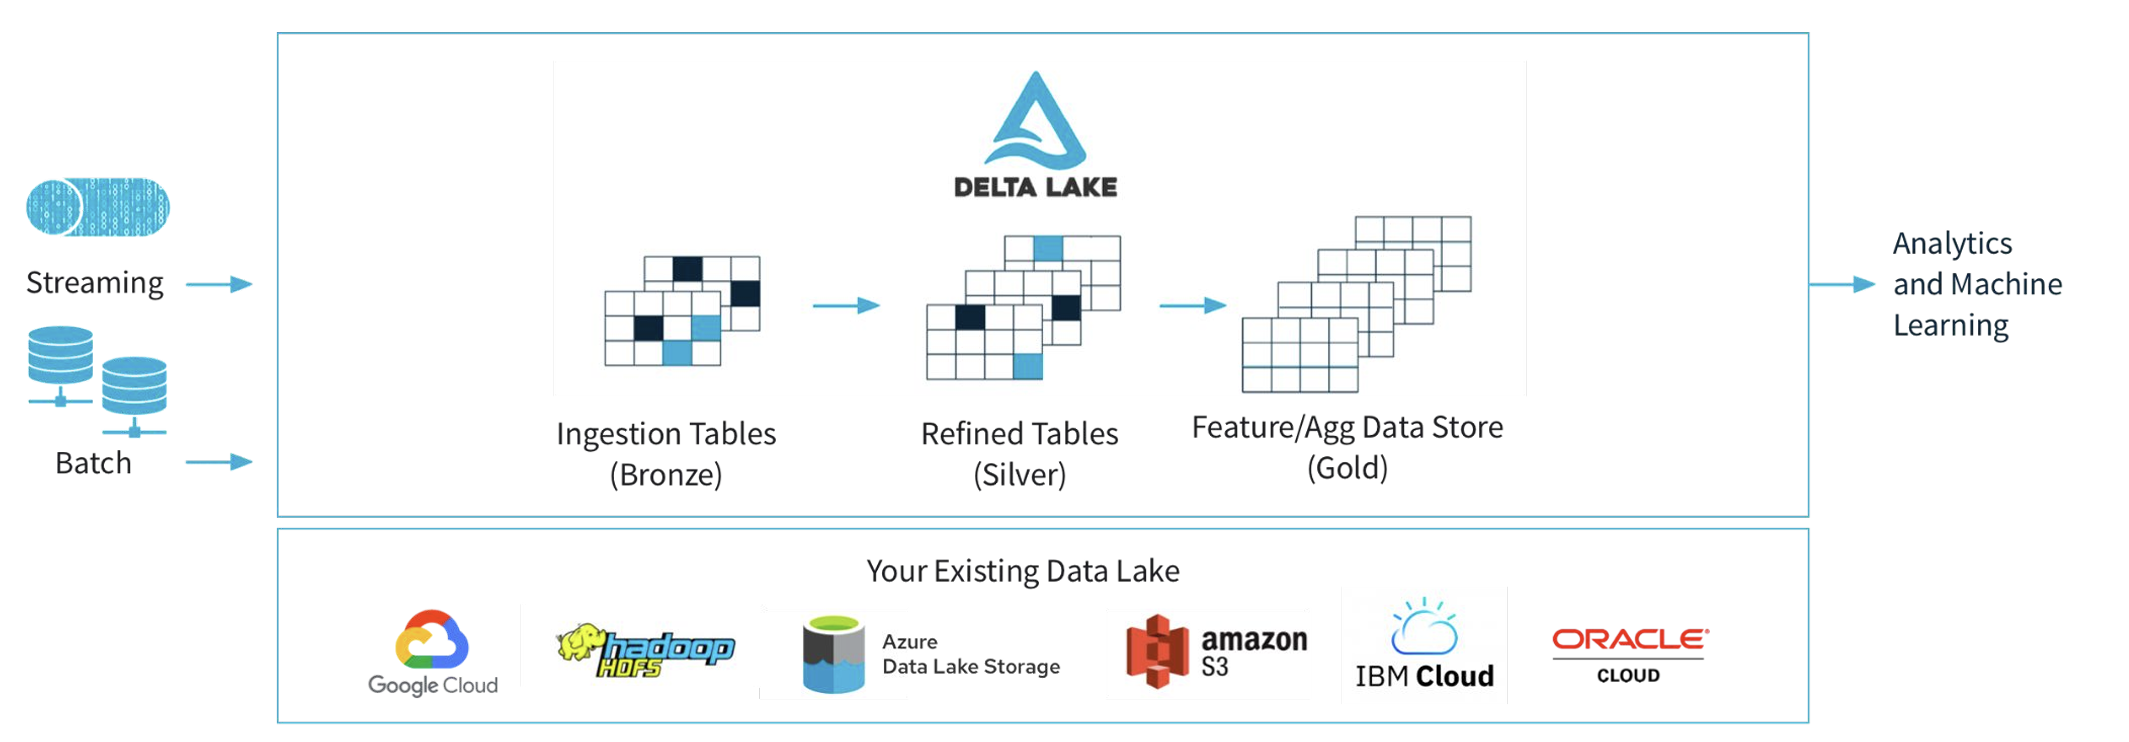 DELTA LAKE
Streaming
Batch
Ingestion Tables
(Bronze)
Refined Tables
(Silver)
Feature/Agg Data Store
(Gold)
Analytics
and Machine
Learning
Your Existing Data Lake
Google Cloud
hadoop
HDFS
Azure
Data Lake Storage
amazon
S3
IBM Cloud
ORACLE®
CLOUD